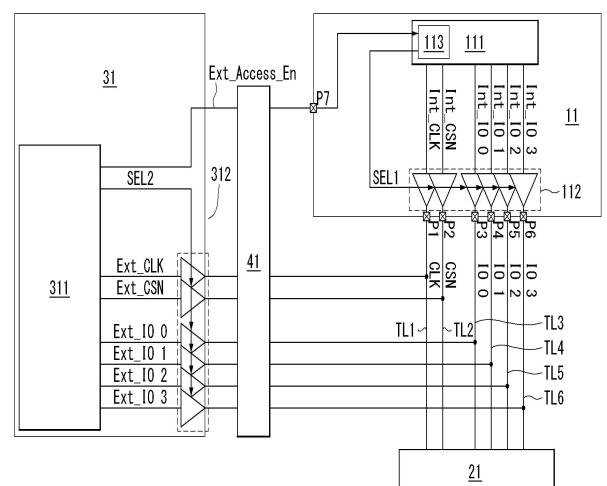 31
Ext_Access_En
P7
113
111
11
Int_CLK
Int_CSN
Int_IO 0
Int_IO 1
Int_IO 2
Int_IO 3
SEL2
312
SEL1
112
P1
P2
P3
P4
P5
P6
311
41
Ext_CLK
Ext_CSN
CLK
CSN
IO 0
IO 1
IO 2
IO 3
Ext_IO 0
Ext_IO 1
Ext_IO 2
Ext_IO 3
TL1
TL2
TL3
TL4
TL5
TL6
21